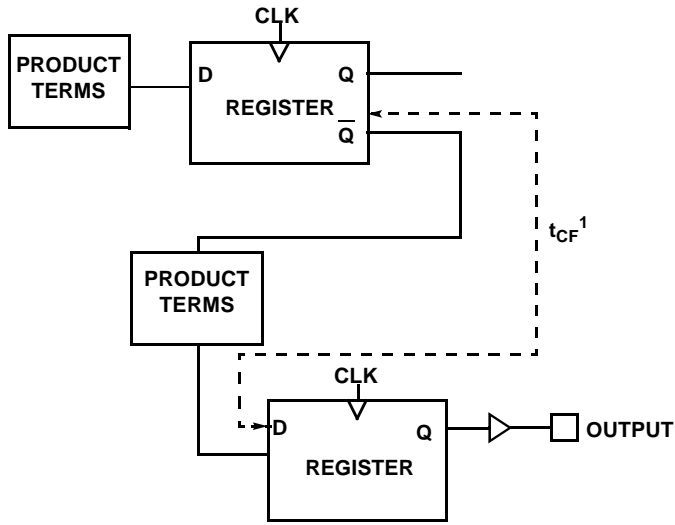 CLK
PRODUCT
TERMS
D
Q
REGISTER
Q
tCF1
PRODUCT
TERMS
CLK
D
Q
OUTPUT
REGISTER